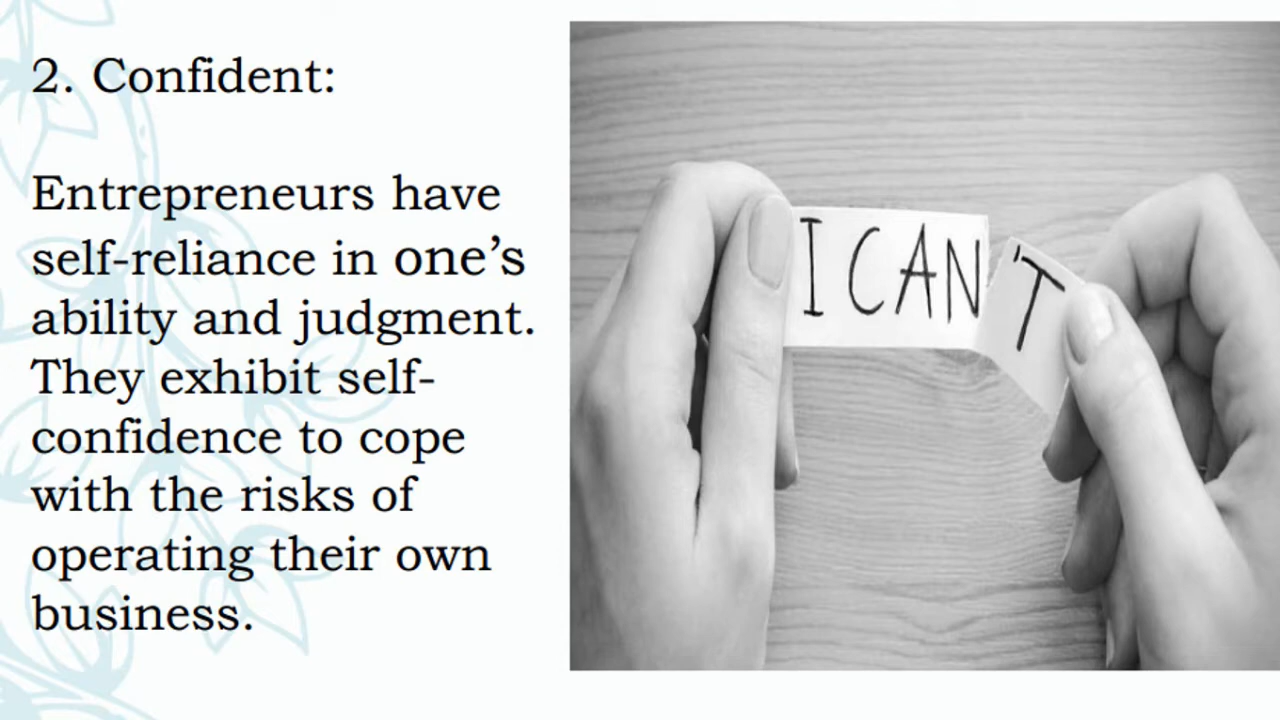 2. Confident:
Entrepreneurs have
self-reliance in one’s
ability and judgment.
They exhibit self-
confidence to cope
with the risks of
operating their own
business.
I CAN'T